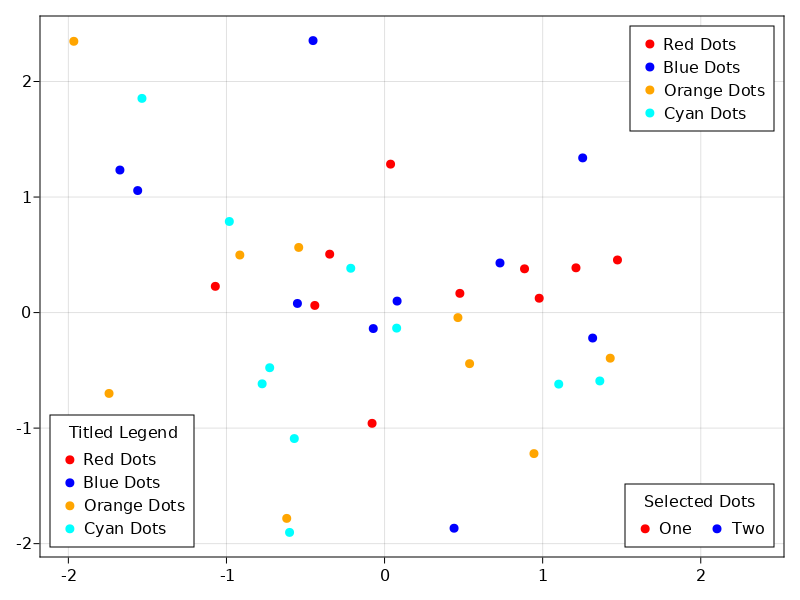 Red Dots
Blue Dots
Orange Dots
Cyan Dots
2
1
0
-1
-2
Titled Legend
Red Dots
Blue Dots
Orange Dots
Cyan Dots
Selected Dots
One Two
-2 -1 0 1 2